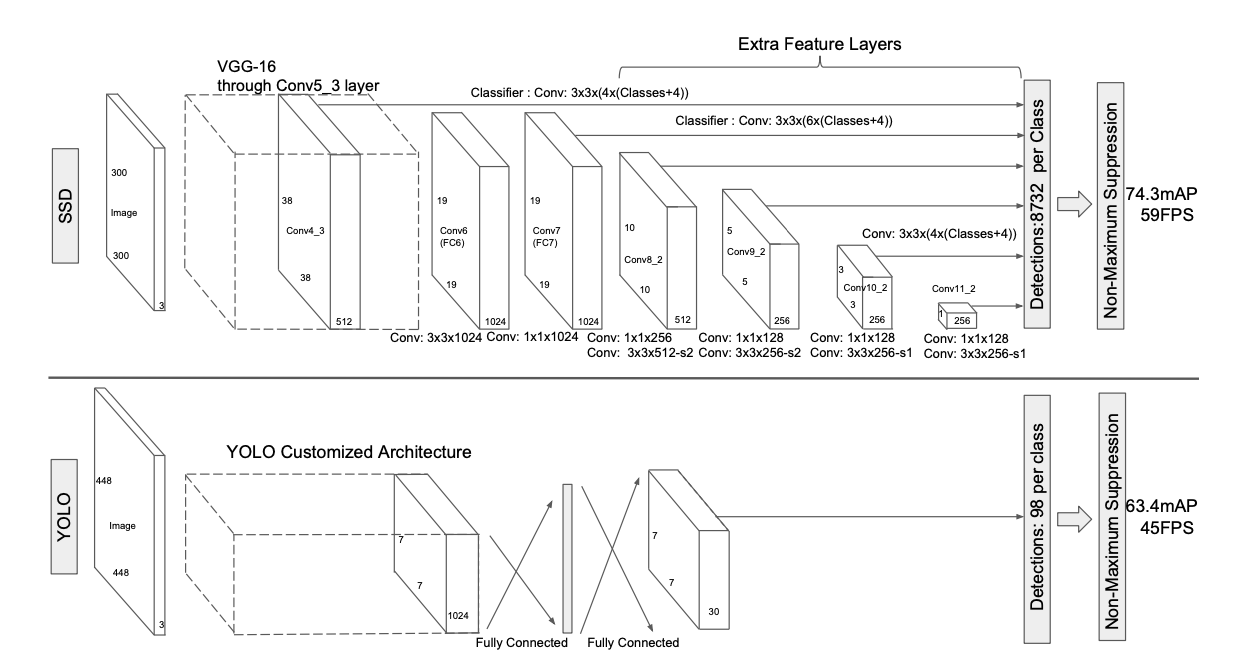 Extra Feature Layers
VGG-16
through Conv5_3 layer
Classifier : Conv: 3x3x(4x(Classes+4))
Classifier : Conv: 3x3x(6x(Classes+4))
SSD
300
Image
300
3
38
Conv4_3
38
512
19
Conv6
(FC6)
19
1024
19
Conv7
(FC7)
19
1024
10
Conv8_2
10
512
5
Conv9_2
5
256
Conv: 3x3x(4x(Classes+4))
3
Conv10_2
3
256
Conv11_2
1
256
Conv: 3x3x1024
Conv: 1x1x1024
Conv: 1x1x256
Conv: 3x3x512-s2
Conv: 1x1x128
Conv: 3x3x256-s2
Conv: 1x1x128
Conv: 3x3x256-s1
Conv: 1x1x128
Conv: 3x3x256-s1
Detections:8732 per Class
Non-Maximum Suppression
74.3mAP
59FPS
YOLO
448
Image
448
3
YOLO Customized Architecture
7
7
1024
Fully Connected
Fully Connected
7
7
30
Detections: 98 per class
Non-Maximum Suppression
63.4mAP
45FPS